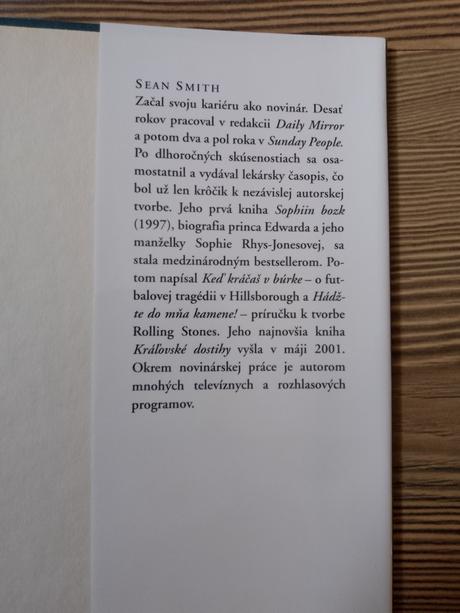 SEAN SMITH
Začal svoju kariéru ako novinár. Desať
rokov pracoval v redakcii Daily Mirror
a potom dva a pol roka v Sunday People.
Po dlhoročných skúsenostiach sa osa-
mostatnil a vydával lekársky časopis, čo
bol už len krôčik k nezávislej autorskej
tvorbe. Jeho prvá kniha Sophiin bozk
(1997), biografia princa Edwarda a jeho
manželky Sophie Rhys-Jonesovej, sa
stala medzinárodným bestsellerom. Po-
tom napísal Keď kráčaš v búrke – o fut-
balovej tragédii v Hillsborough a Hádž-
te do mňa kamene! – príručku k tvorbe
Rolling Stones. Jeho najnovšia kniha
Kráľovské dostihy vyšla v máji 2001.
Okrem novinárskej práce je autorom
mnohých televíznych a rozhlasových
programov.